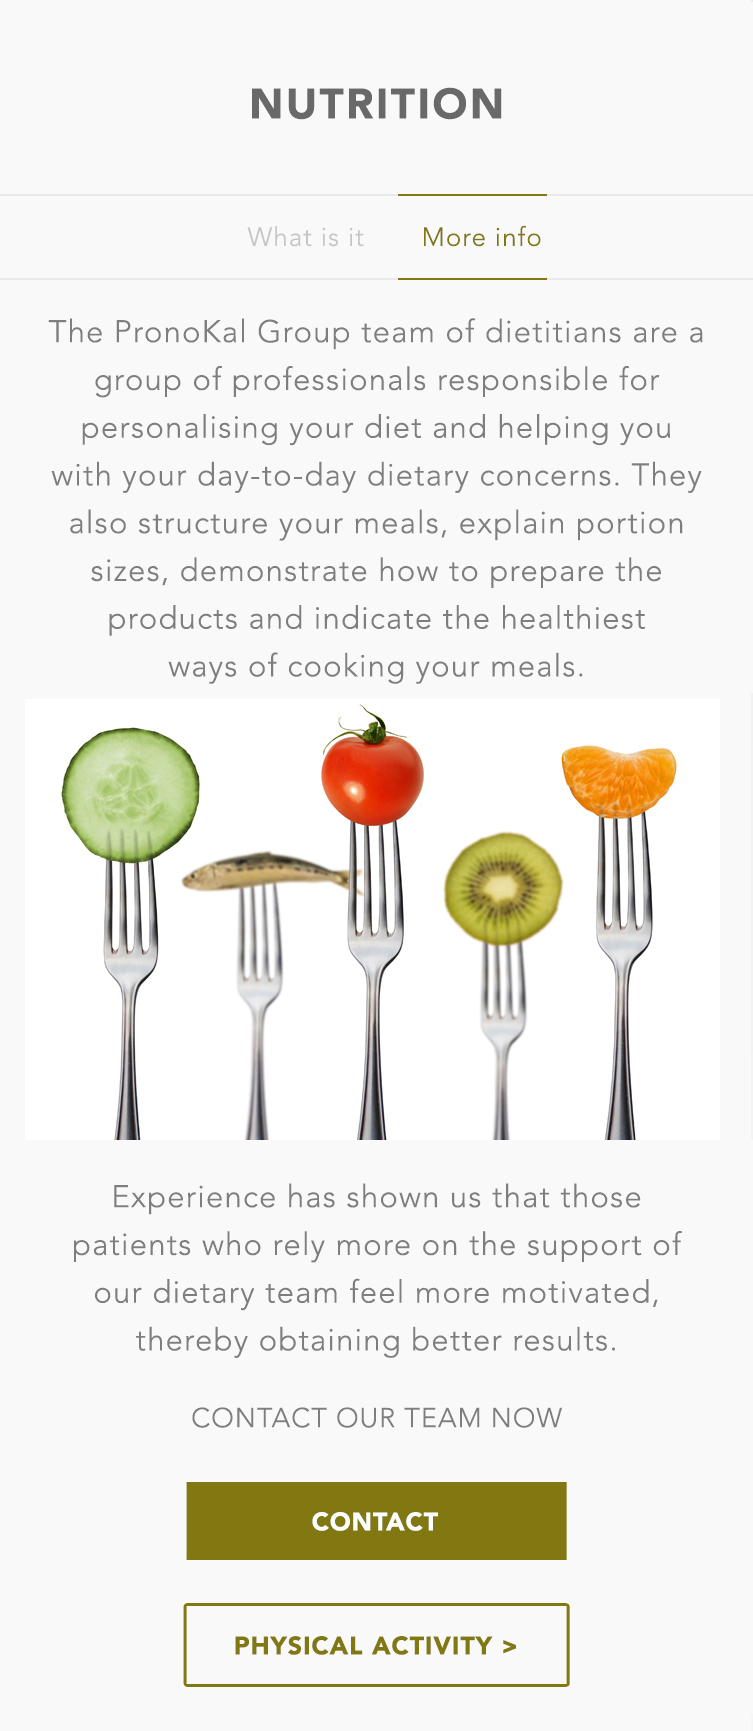 NUTRITION
What is it
More info
The PronoKal Group team of dietitians are a
group of professionals responsible for
personalising your diet and helping you
with your day-to-day dietary concerns. They
also structure your meals, explain portion
sizes, demonstrate how to prepare the
products and indicate the healthiest
ways of cooking your meals.
Experience has shown us that those
patients who rely more on the support of
our dietary team feel more motivated,
thereby obtaining better results.
CONTACT OUR TEAM NOW
CONTACT
PHYSICAL ACTIVITY >